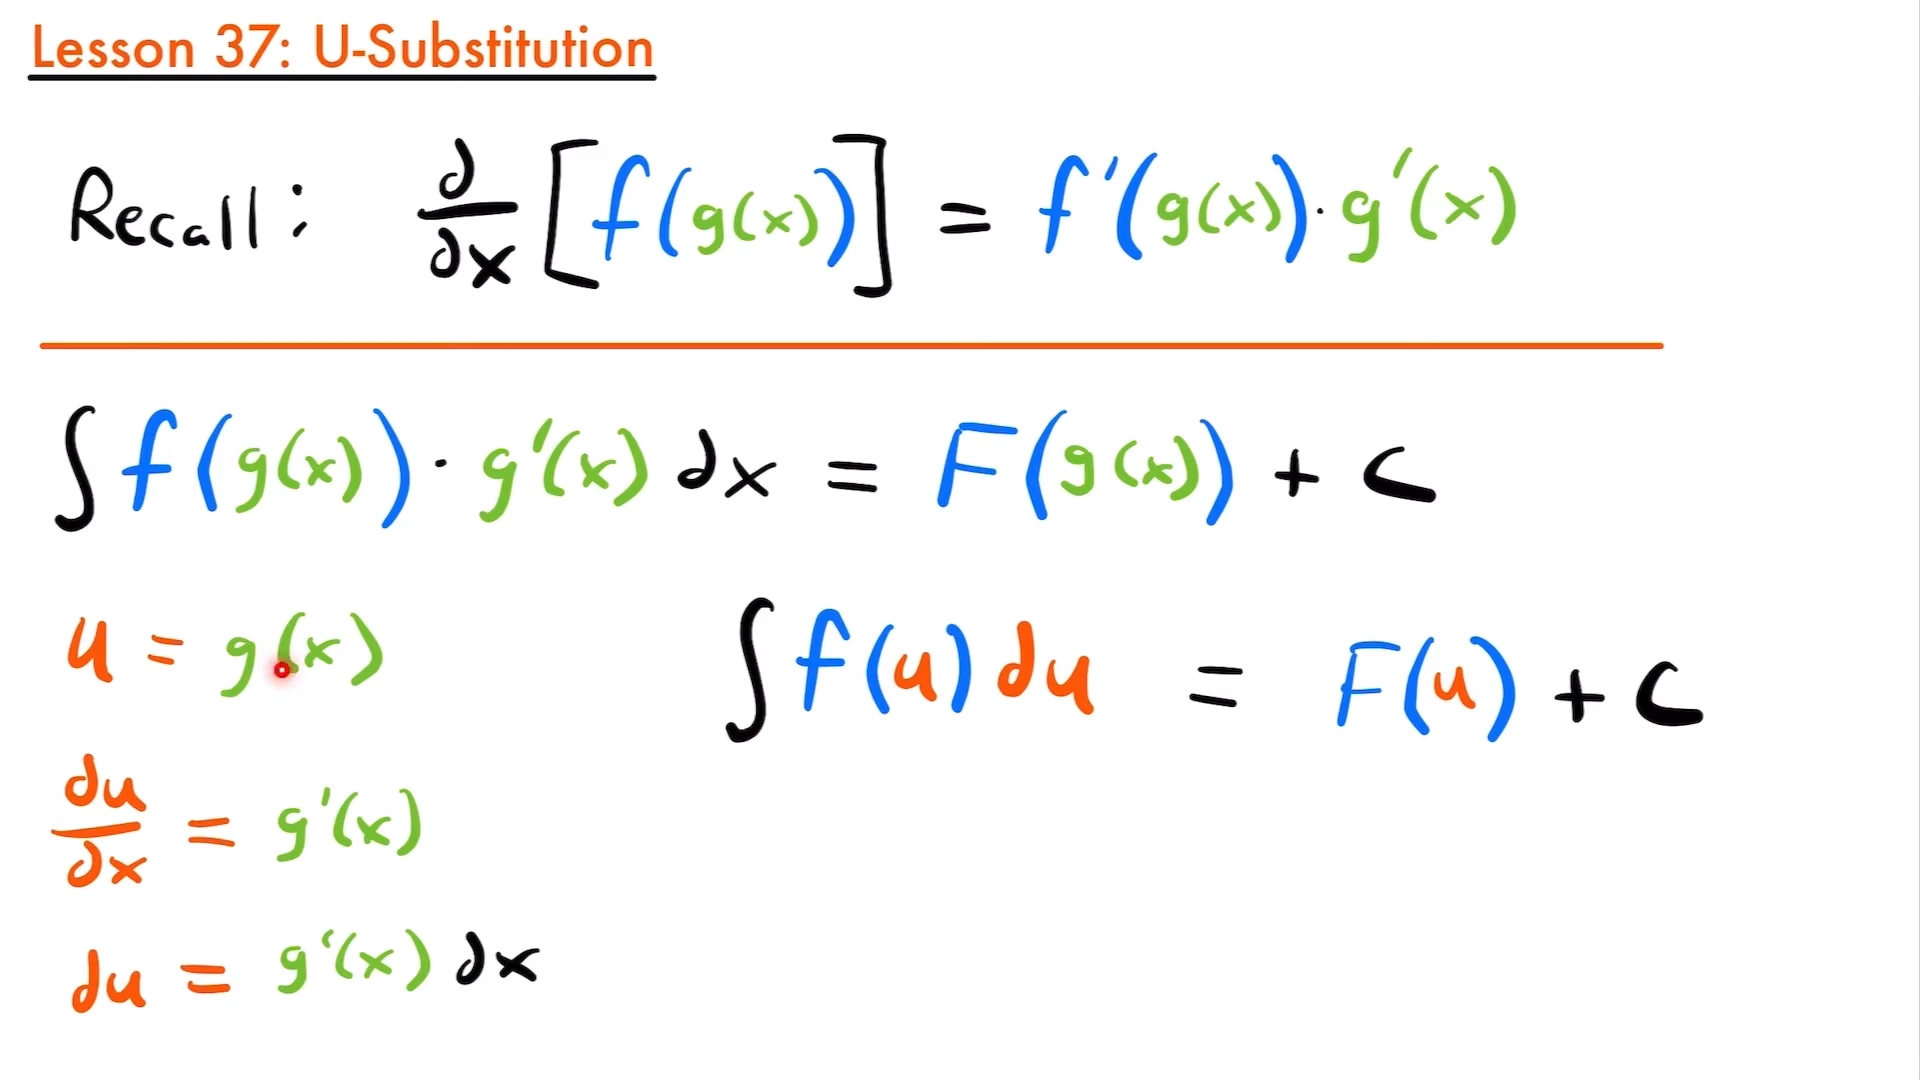 Lesson 37: U-Substitution
Recall: d/dx [f(g(x))] = f'(g(x)) · g'(x)
∫ f(g(x)) · g'(x) dx = F(g(x)) + C
u = g(x)
∫ f(u) du = F(u) + C
du/dx = g'(x)
du = g'(x) dx